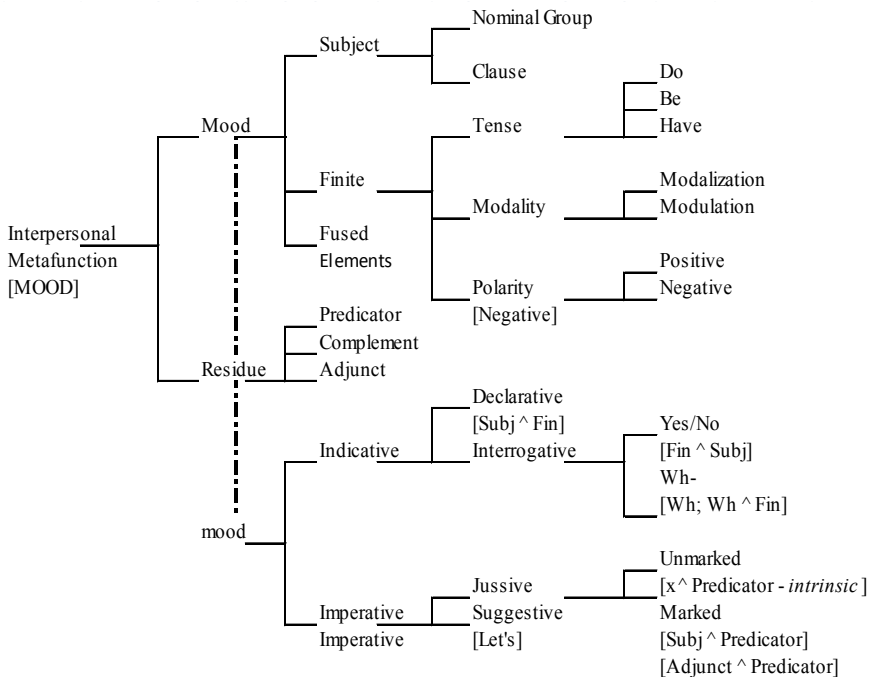 Nominal Group
Subject
Clause
Do
Be
Mood
Tense
Have
Finite
Modalization
Modality
Modulation
Interpersonal
Metafunction
[MOOD]
Fused
Elements
Positive
Polarity
Negative
[Negative]
Predicator
Complement
Residue
Adjunct
Declarative
[Subj ^ Fin]
Yes/No
Indicative
Interrogative
[Fin ^ Subj]
Wh-
[Wh; Wh ^ Fin]
mood
Unmarked
Jussive
[x ^ Predicator - intrinsic ]
Imperative
Suggestive
Marked
Imperative
[Let's]
[Subj ^ Predicator]
[Adjunct ^ Predicator]